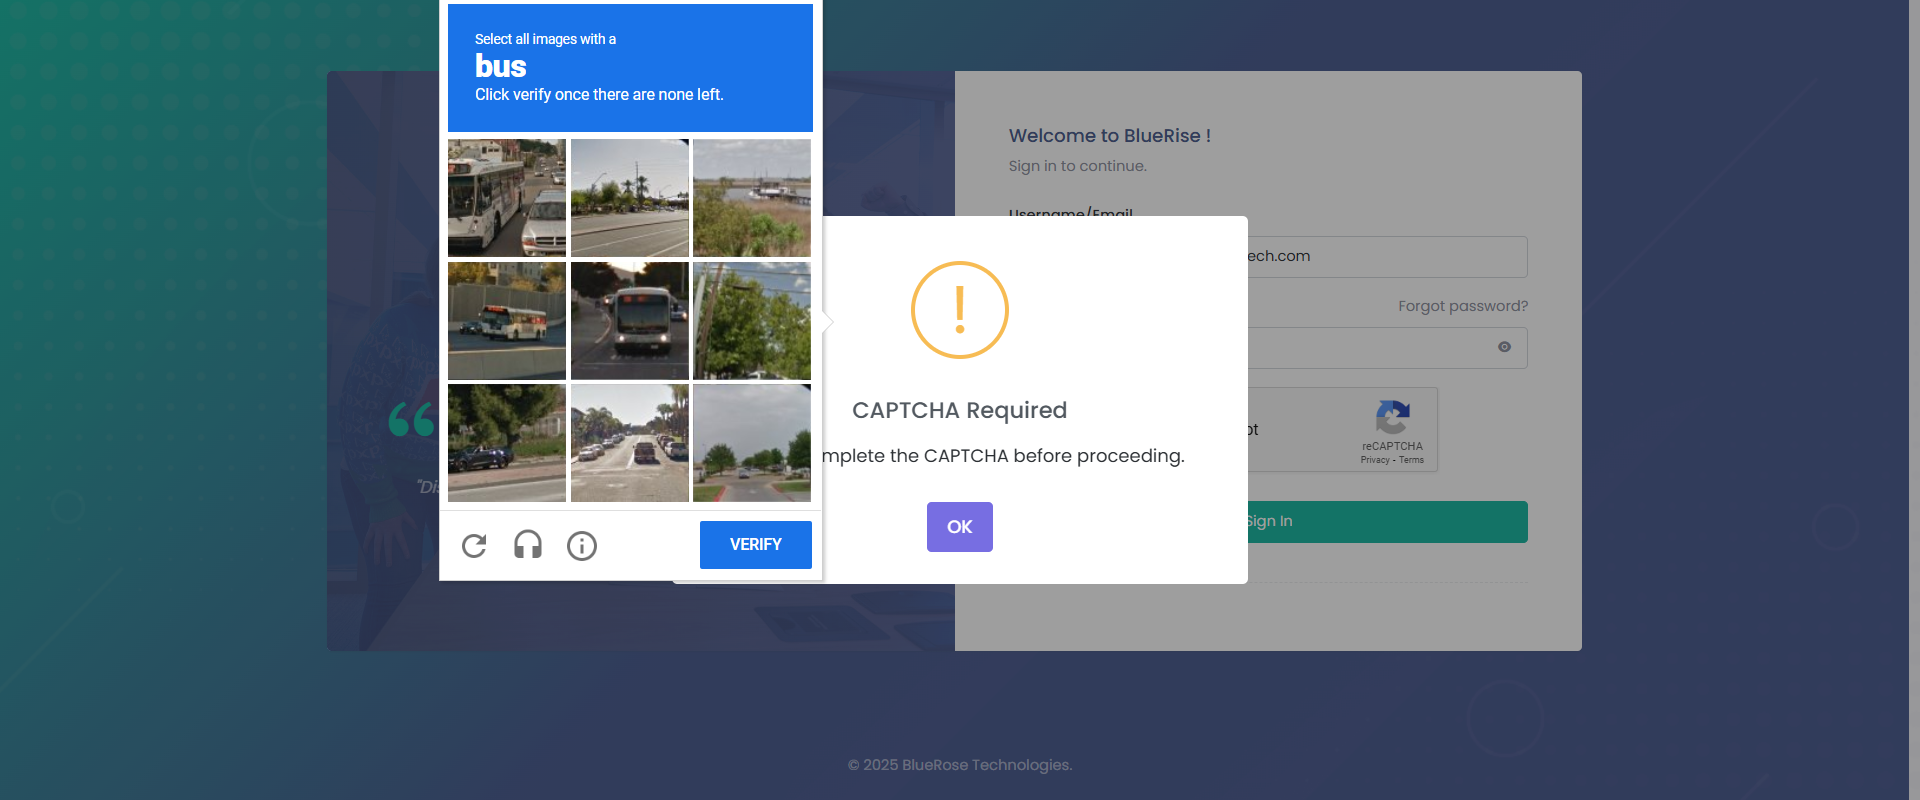 Select all images with a
bus
Click verify once there are none left.
VERIFY
Welcome to BlueRise !
Sign in to continue.
Username/Email
ech.com
Forgot password?
CAPTCHA Required
mplete the CAPTCHA before proceeding.
OK
reCAPTCHA
Privacy - Terms
Sign In
"Dis
© 2025 BlueRose Technologies.